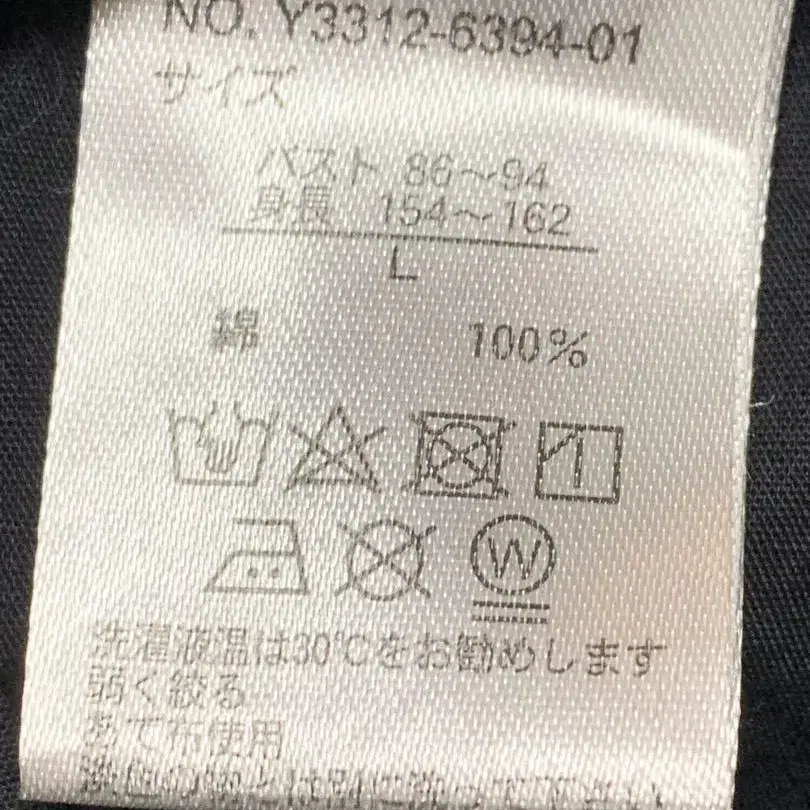 NO. Y3312-6394-01
サイズ
バスト 86～94
身長 154～162
L
綿 100%
W
洗濯液温は30℃をお勧めします
弱く絞る
あて布使用